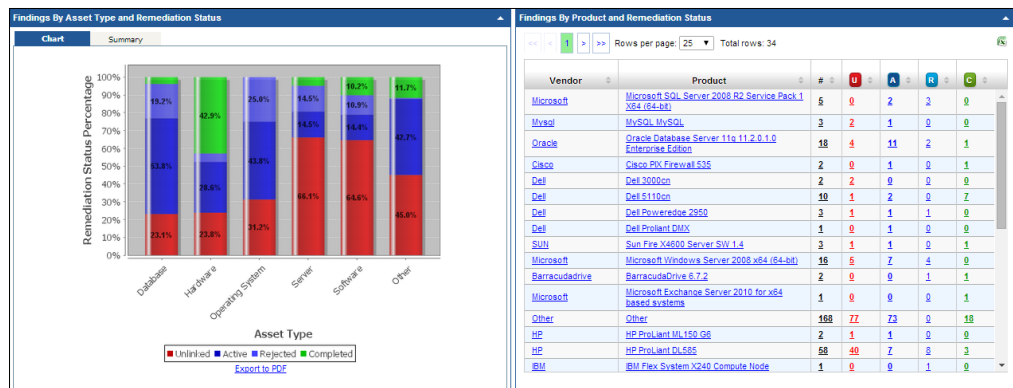 Findings By Asset Type and Remediation Status
Chart Summary
Remediation Status Percentage
100%
90%
80%
70%
60%
50%
40%
30%
20%
10%
0%
19.2%
53.8%
23.1%
42.9%
28.6%
23.8%
25.0%
43.8%
31.2%
14.5%
14.5%
66.1%
10.2%
10.9%
14.4%
64.6%
11.7%
42.7%
45.0%
Database
Hardware
Operating System
Server
Software
Other
Asset Type
Unlinked Active Rejected Completed
Export to PDF
Findings By Product and Remediation Status
<< < 1 > >> Rows per page: 25 Total rows: 34
Vendor Product # U A R C
Microsoft Microsoft SQL Server 2008 R2 Service Pack 1 5 0 2 3 0
X64 (64-bit)
Mysql MySQL MySQL 3 2 1 0 0
Oracle Oracle Database Server 11g 11.2.0.1.0 18 4 11 2 1
Enterprise Edition
Cisco Cisco PIX Firewall 535 2 0 1 0 1
Dell Dell 3000cn 2 2 0 0 0
Dell Dell 5110cn 10 1 2 0 7
Dell Dell Poweredge 2950 3 1 1 1 0
Dell Dell Proliant DMX 1 0 1 0 0
SUN Sun Fire X4600 Server SW 1.4 3 1 1 0 1
Microsoft Microsoft Windows Server 2008 x64 (64-bit) 16 5 7 4 0
Barracudadrive BarracudaDrive 6.7.2 2 0 0 1 1
Microsoft Microsoft Exchange Server 2010 for x64 1 0 0 0 1
based systems
Other Other 168 77 73 0 18
HP HP ProLiant ML150 G6 2 1 1 0 0
HP HP ProLiant DL585 58 40 7 8 3
IBM IBM Flex System X240 Compute Node 1 0 0 1 0